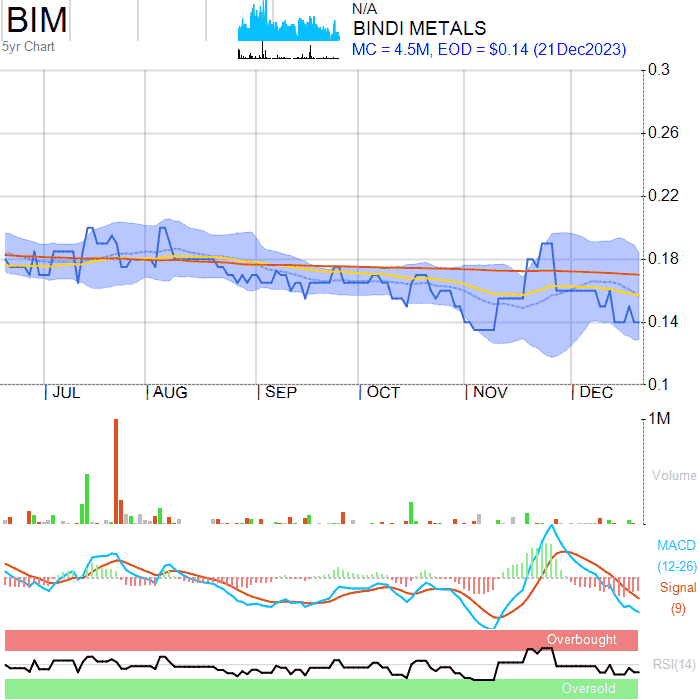 BIM
5yr Chart
N/A
BINDI METALS
MC = 4.5M, EOD = $0.14 (21Dec2023)
0.3
0.26
0.22
0.18
0.14
0.1
JUL AUG SEP OCT NOV DEC
1M
Volume
MACD
(12-26)
Signal
(9)
Overbought
RSI(14)
Oversold